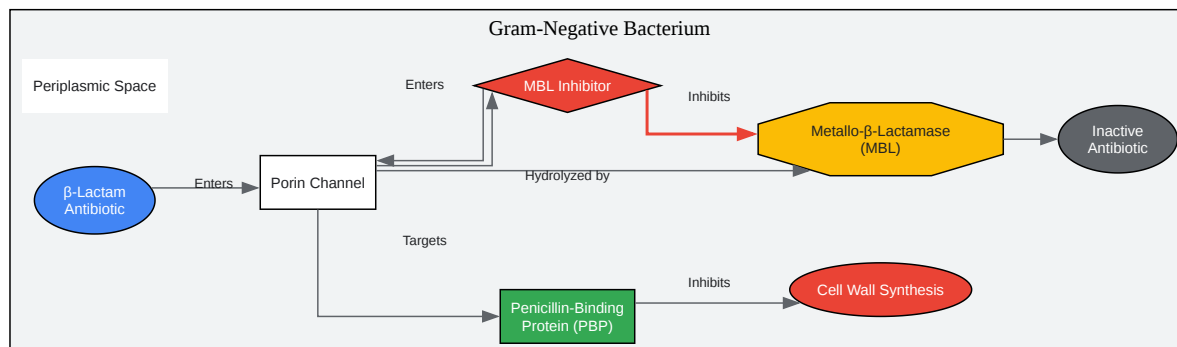 Gram-Negative Bacterium
Periplasmic Space
Enters
MBL Inhibitor
Inhibits
Metallo-β-Lactamase
(MBL)
Inactive
Antibiotic
β-Lactam
Antibiotic
Enters
Porin Channel
Hydrolyzed by
Targets
Penicillin-Binding
Protein (PBP)
Inhibits
Cell Wall Synthesis